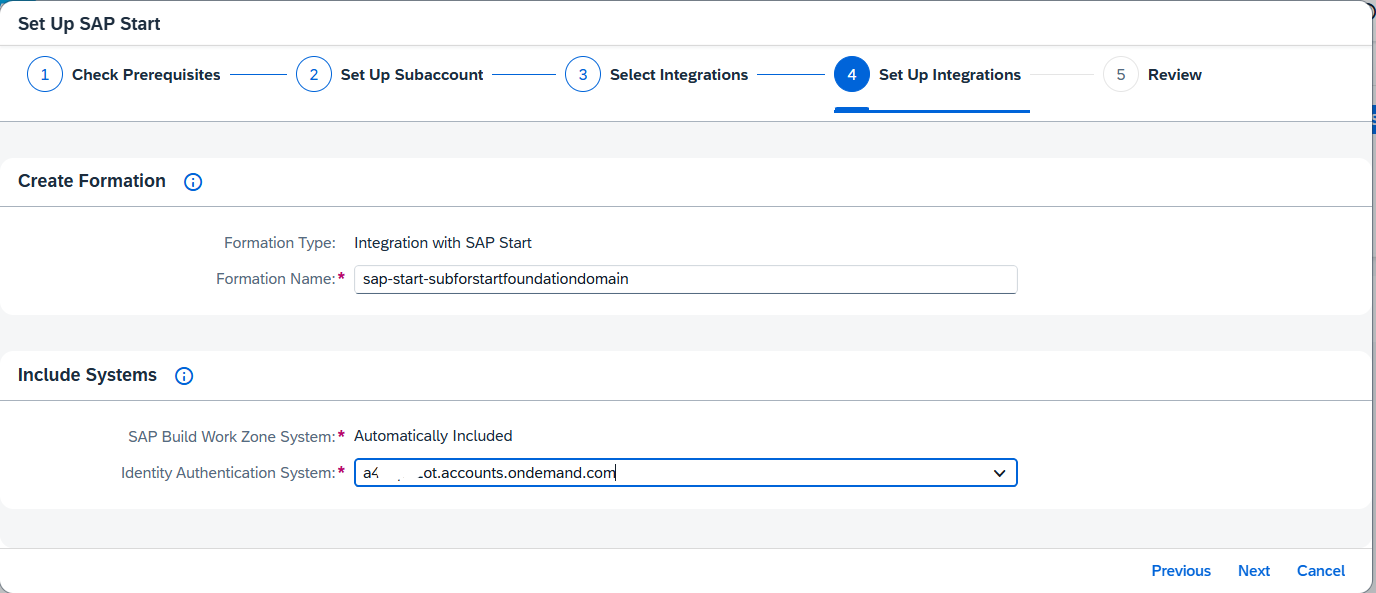 Set Up SAP Start
1 Check Prerequisites 2 Set Up Subaccount 3 Select Integrations 4 Set Up Integrations 5 Review
Create Formation
Formation Type: Integration with SAP Start
Formation Name:* sap-start-subforstartfoundationdomain
Include Systems
SAP Build Work Zone System:* Automatically Included
Identity Authentication System:* ot.accounts.ondemand.com
Previous Next Cancel